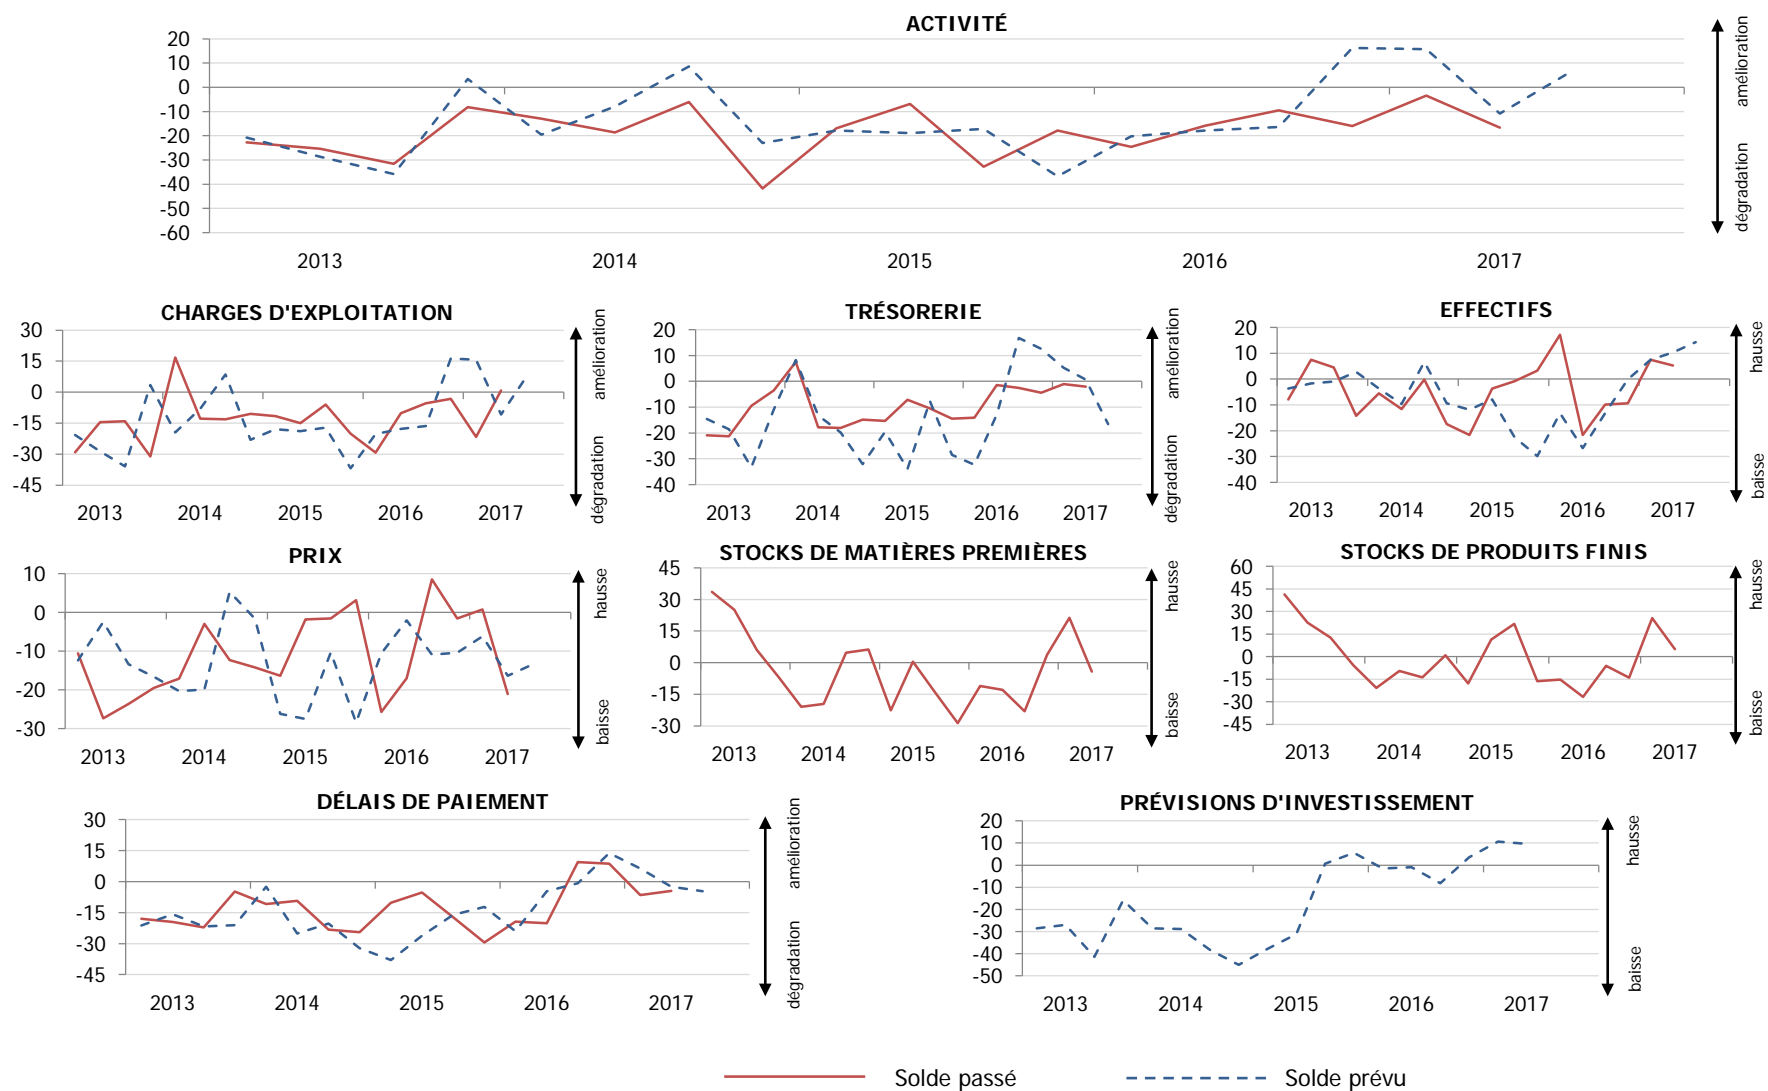 ACTIVITÉ
20
10
0
-10
-20
-30
-40
-50
-60
2013 2014 2015 2016 2017
amélioration
dégradation
CHARGES D'EXPLOITATION
30
15
0
-15
-30
-45
2013 2014 2015 2016 2017
amélioration
dégradation
TRÉSORERIE
20
10
0
-10
-20
-30
-40
2013 2014 2015 2016 2017
amélioration
dégradation
EFFECTIFS
20
10
0
-10
-20
-30
-40
2013 2014 2015 2016 2017
hausse
baisse
PRIX
10
0
-10
-20
-30
2013 2014 2015 2016 2017
hausse
baisse
STOCKS DE MATIÈRES PREMIÈRES
45
30
15
0
-15
-30
2013 2014 2015 2016 2017
hausse
baisse
STOCKS DE PRODUITS FINIS
60
45
30
15
0
-15
-30
-45
2013 2014 2015 2016 2017
hausse
baisse
DÉLAIS DE PAIEMENT
30
15
0
-15
-30
-45
2013 2014 2015 2016 2017
amélioration
dégradation
PRÉVISIONS D'INVESTISSEMENT
20
10
0
-10
-20
-30
-40
-50
2013 2014 2015 2016 2017
hausse
baisse
Solde passé Solde prévu